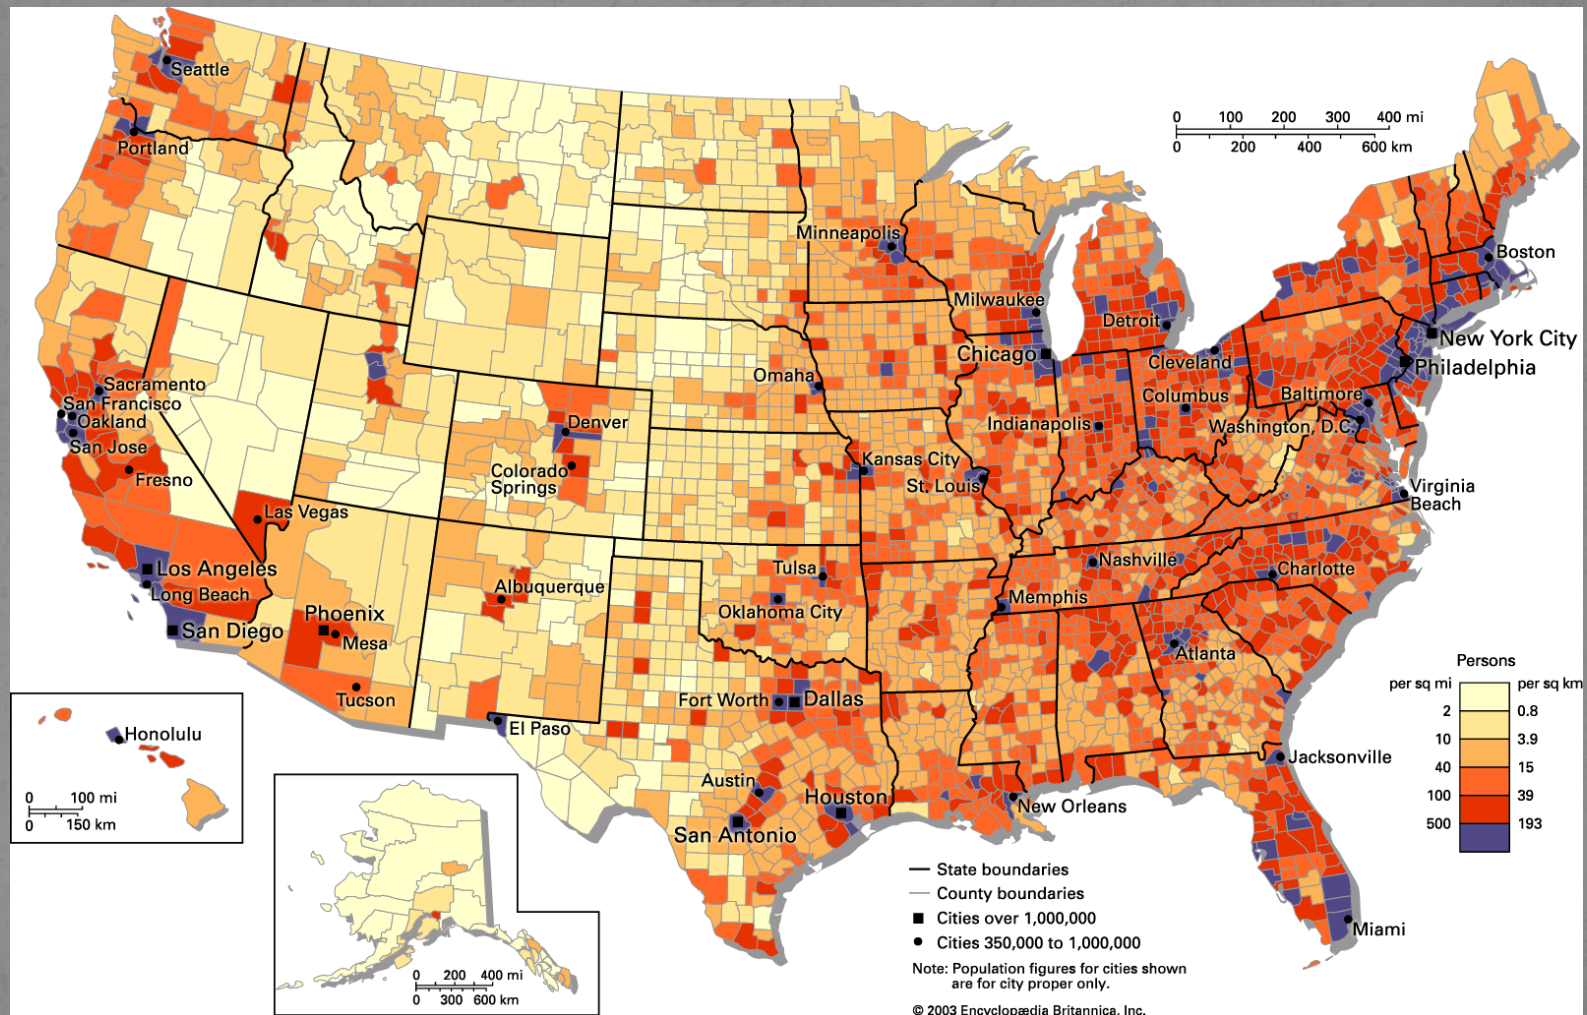 Seattle
Portland
0 100 200 300 400 mi
0 200 400 600 km
Minneapolis
Boston
Milwaukee
Detroit
Chicago
New York City
Cleveland
Philadelphia
Omaha
Sacramento
San Francisco
Oakland
San Jose
Fresno
Denver
Colorado
Springs
Columbus
Baltimore
Indianapolis
Washington, D.C.
Kansas City
St. Louis
Virginia
Beach
Las Vegas
Los Angeles
Long Beach
San Diego
Phoenix
Mesa
Tucson
Albuquerque
Tulsa
Oklahoma City
Nashville
Charlotte
Memphis
Atlanta
Fort Worth
Dallas
El Paso
Austin
Houston
San Antonio
New Orleans
Jacksonville
Miami
Persons
per sq mi per sq km
2 0.8
10 3.9
40 15
100 39
500 193
Honolulu
0 100 mi
0 150 km
0 200 400 mi
0 300 600 km
State boundaries
County boundaries
Cities over 1,000,000
Cities 350,000 to 1,000,000
Note: Population figures for cities shown
are for city proper only.
© 2003 Encyclopædia Britannica, Inc.